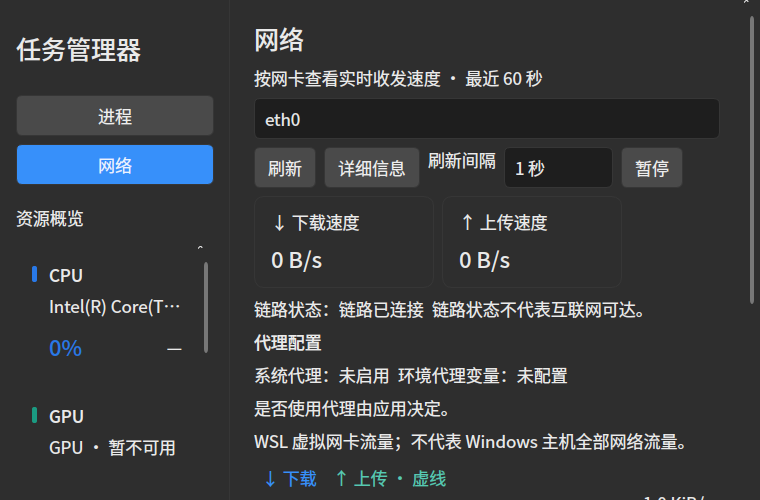 任务管理器
进程
网络
资源概览
CPU
Intel(R) Core(T⋯
0%
—
GPU
GPU • 暂不可用
网络
按网卡查看实时收发速度 • 最近 60 秒
eth0
刷新
详细信息
刷新间隔
1 秒
暂停
↓ 下载速度
0 B/s
↑ 上传速度
0 B/s
链路状态：链路已连接 链路状态不代表互联网可达。
代理配置
系统代理：未启用 环境代理变量：未配置
是否使用代理由应用决定。
WSL 虚拟网卡流量；不代表 Windows 主机全部网络流量。
↓ 下载 ↑ 上传 • 虚线